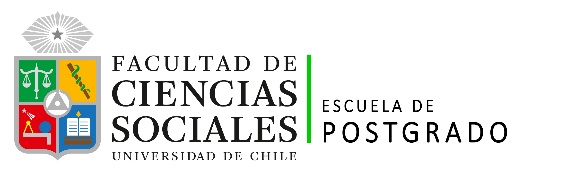 FACULTAD DE
CIENCIAS
SOCIALES
UNIVERSIDAD DE CHILE
ESCUELA DE
POSTGRADO